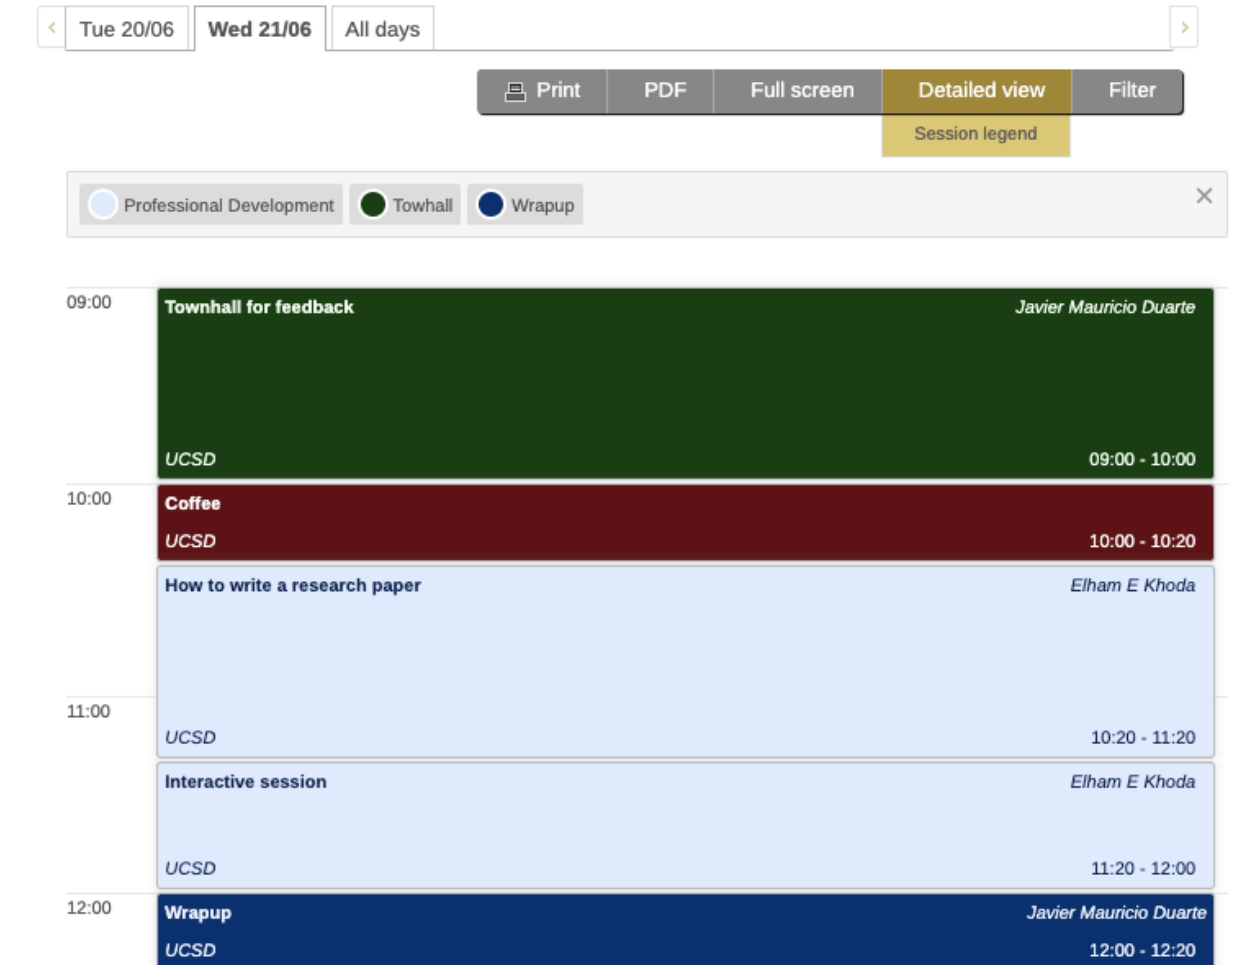 Tue 20/06 Wed 21/06 All days
Print PDF Full screen Detailed view Filter
Session legend
Professional Development Towhall Wrapup
09:00 Townhall for feedback Javier Mauricio Duarte
UCSD 09:00 - 10:00
10:00 Coffee
UCSD 10:00 - 10:20
How to write a research paper Elham E Khoda
11:00
UCSD 10:20 - 11:20
Interactive session Elham E Khoda
UCSD 11:20 - 12:00
12:00 Wrapup Javier Mauricio Duarte
UCSD 12:00 - 12:20